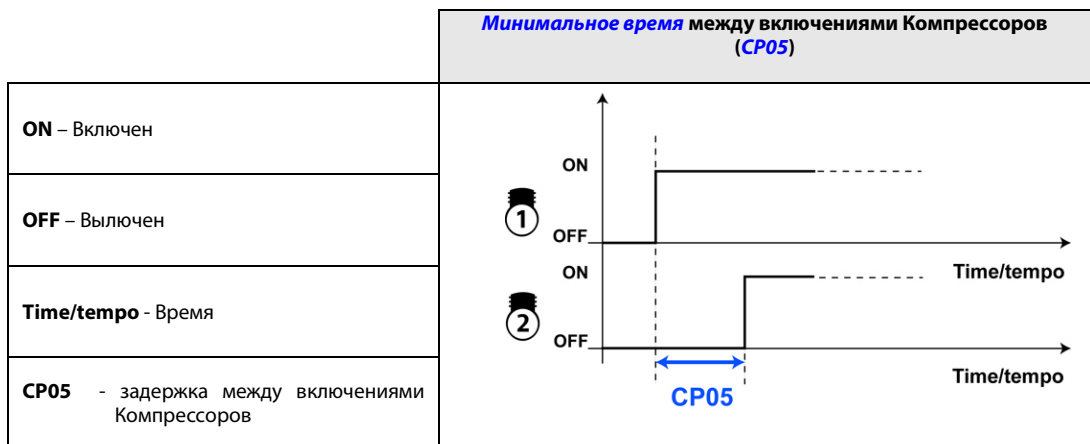 Минимальное время между включениями Компрессоров
(CP05)
ON – Включен
OFF – Вылючен
Time/tempo - Время
CP05 - задержка между включениями
Компрессоров
ON
1
OFF
Time/tempo
ON
2
OFF
Time/tempo
CP05